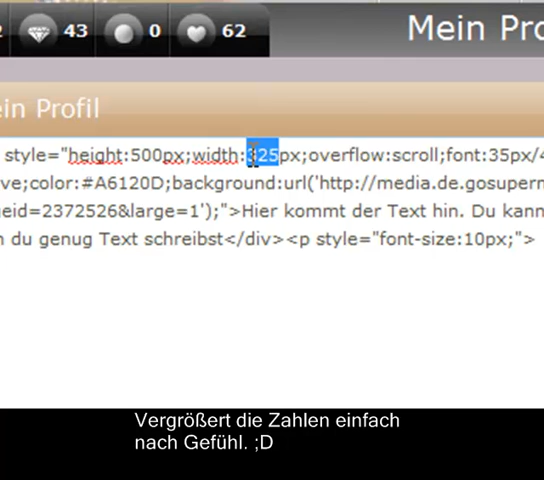 43 0 62 Mein Pro
ein Profil
style="height:500px;width:325px;overflow:scroll;font:35px/4
ve;color:#A6120D;background:url('http://media.de.gosuperm
geid=2372526&large=1');">Hier kommt der Text hin. Du kann
n du genug Text schreibst</div><p style="font-size:10px;">
Vergrößert die Zahlen einfach
nach Gefühl. ;D